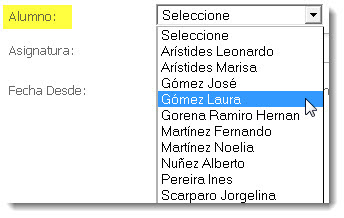 Alumno: Seleccione
Seleccione
Arístides Leonardo
Asignatura:
Arístides Marisa
Gómez José
Fecha Desde:
Gómez Laura
Gorena Ramiro Hernan
Martínez Fernando
Martínez Noelia
Nuñez Alberto
Pereira Ines
Scarparo Jorgelina